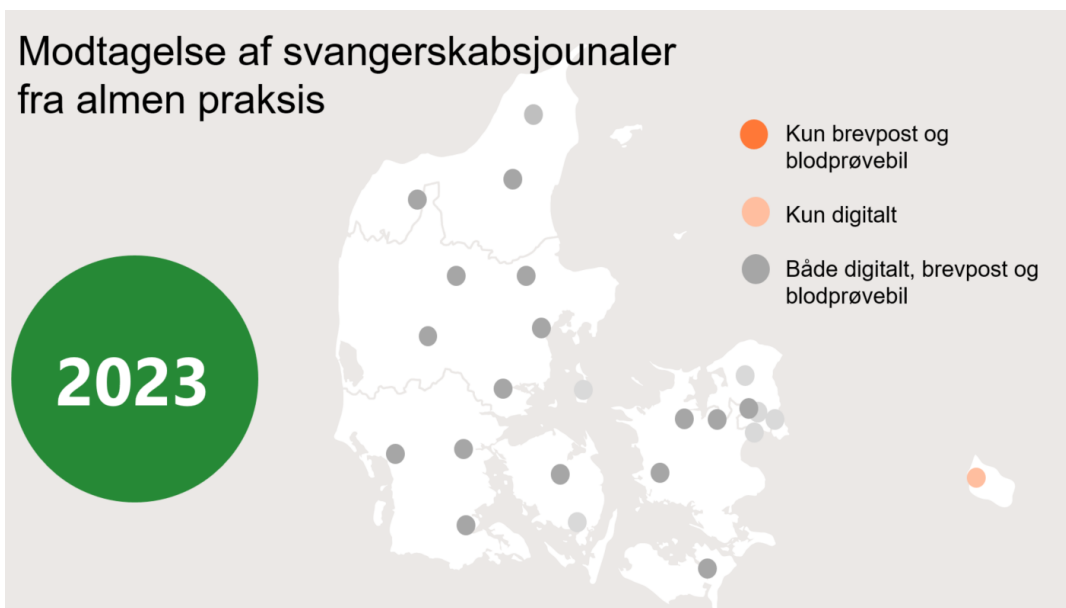 Modtagelse af svangerskabsjounaler
fra almen praksis
Kun brevpost og
blodprøvebil
Kun digitalt
Både digitalt, brevpost og
blodprøvebil
2023